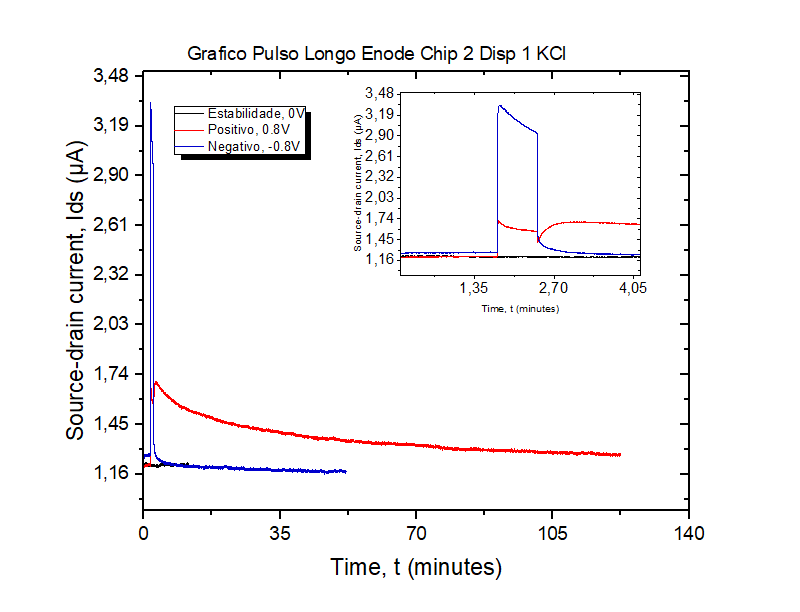 Grafico Pulso Longo Enode Chip 2 Disp 1 KCl
3,48
3,19
2,90
2,61
2,32
2,03
1,74
1,45
1,16
Source-drain current, Ids (µA)
Estabilidade, 0V
Positivo, 0.8V
Negativo, -0.8V
3,48
3,19
2,90
2,61
2,32
2,03
1,74
1,45
1,16
Source-drain current, Ids (µA)
1,35 2,70 4,05
Time, t (minutes)
0 35 70 105 140
Time, t (minutes)